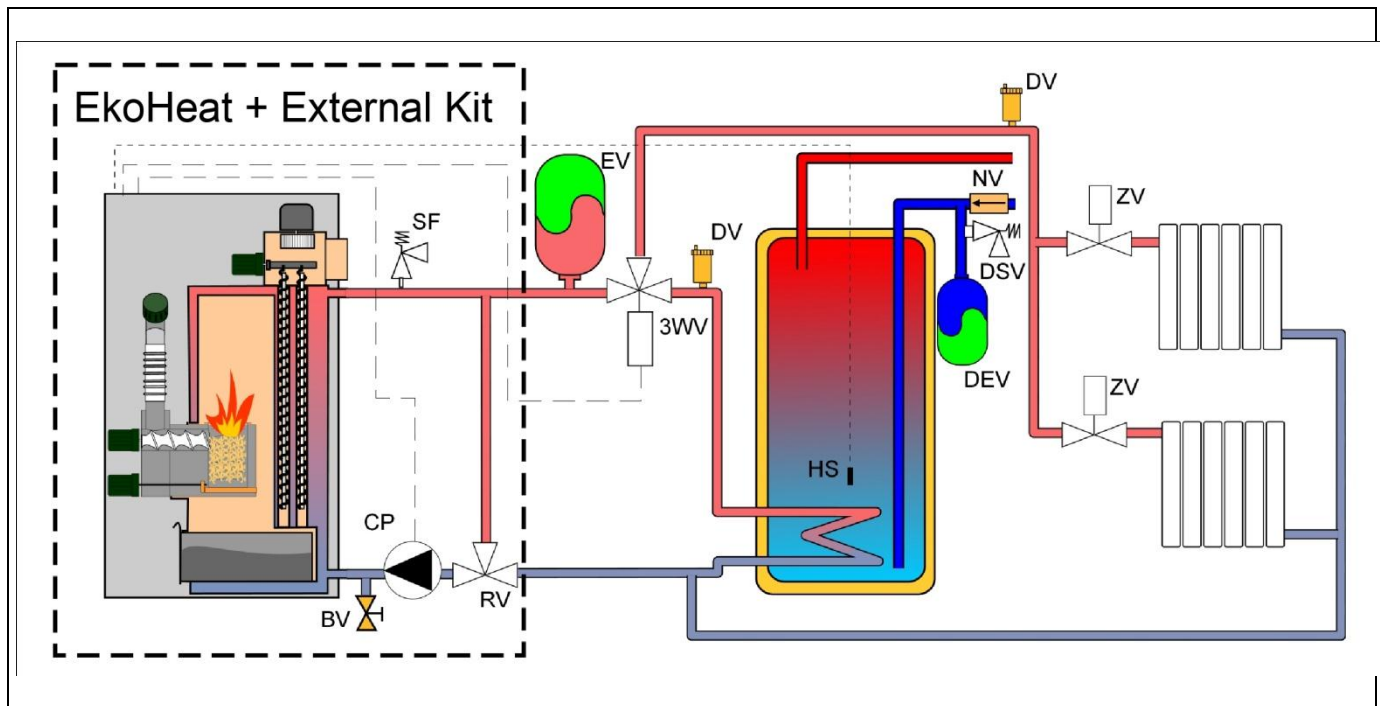 EkoHeat + External Kit
DV
EV
NV
ZV
SF
DV
DSV
3WV
DEV
ZV
HS
CP
RV
BV